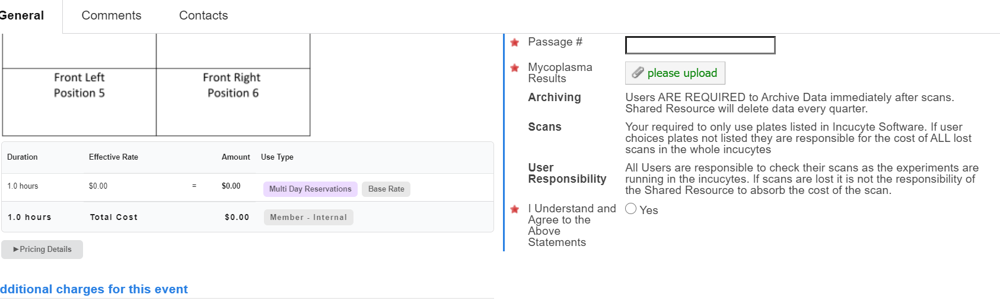 General Comments Contacts
Front Left
Position 5
Front Right
Position 6
Duration Effective Rate Amount Use Type
1.0 hours $0.00 = $0.00 Multi Day Reservations Base Rate
1.0 hours Total Cost $0.00 Member - Internal
▶Pricing Details
dditional charges for this event
Passage #
Mycoplasma
Results
please upload
Archiving
Users ARE REQUIRED to Archive Data immediately after scans.
Shared Resource will delete data every quarter.
Scans
Your required to only use plates listed in Incucyte Software. If user
choices plates not listed they are responsible for the cost of ALL lost
scans in the whole incucytes
User
Responsibility
All Users are responsible to check their scans as the experiments are
running in the incucytes. If scans are lost it is not the responsibility of
the Shared Resource to absorb the cost of the scan.
I Understand and
Agree to the
Above
Statements
Yes